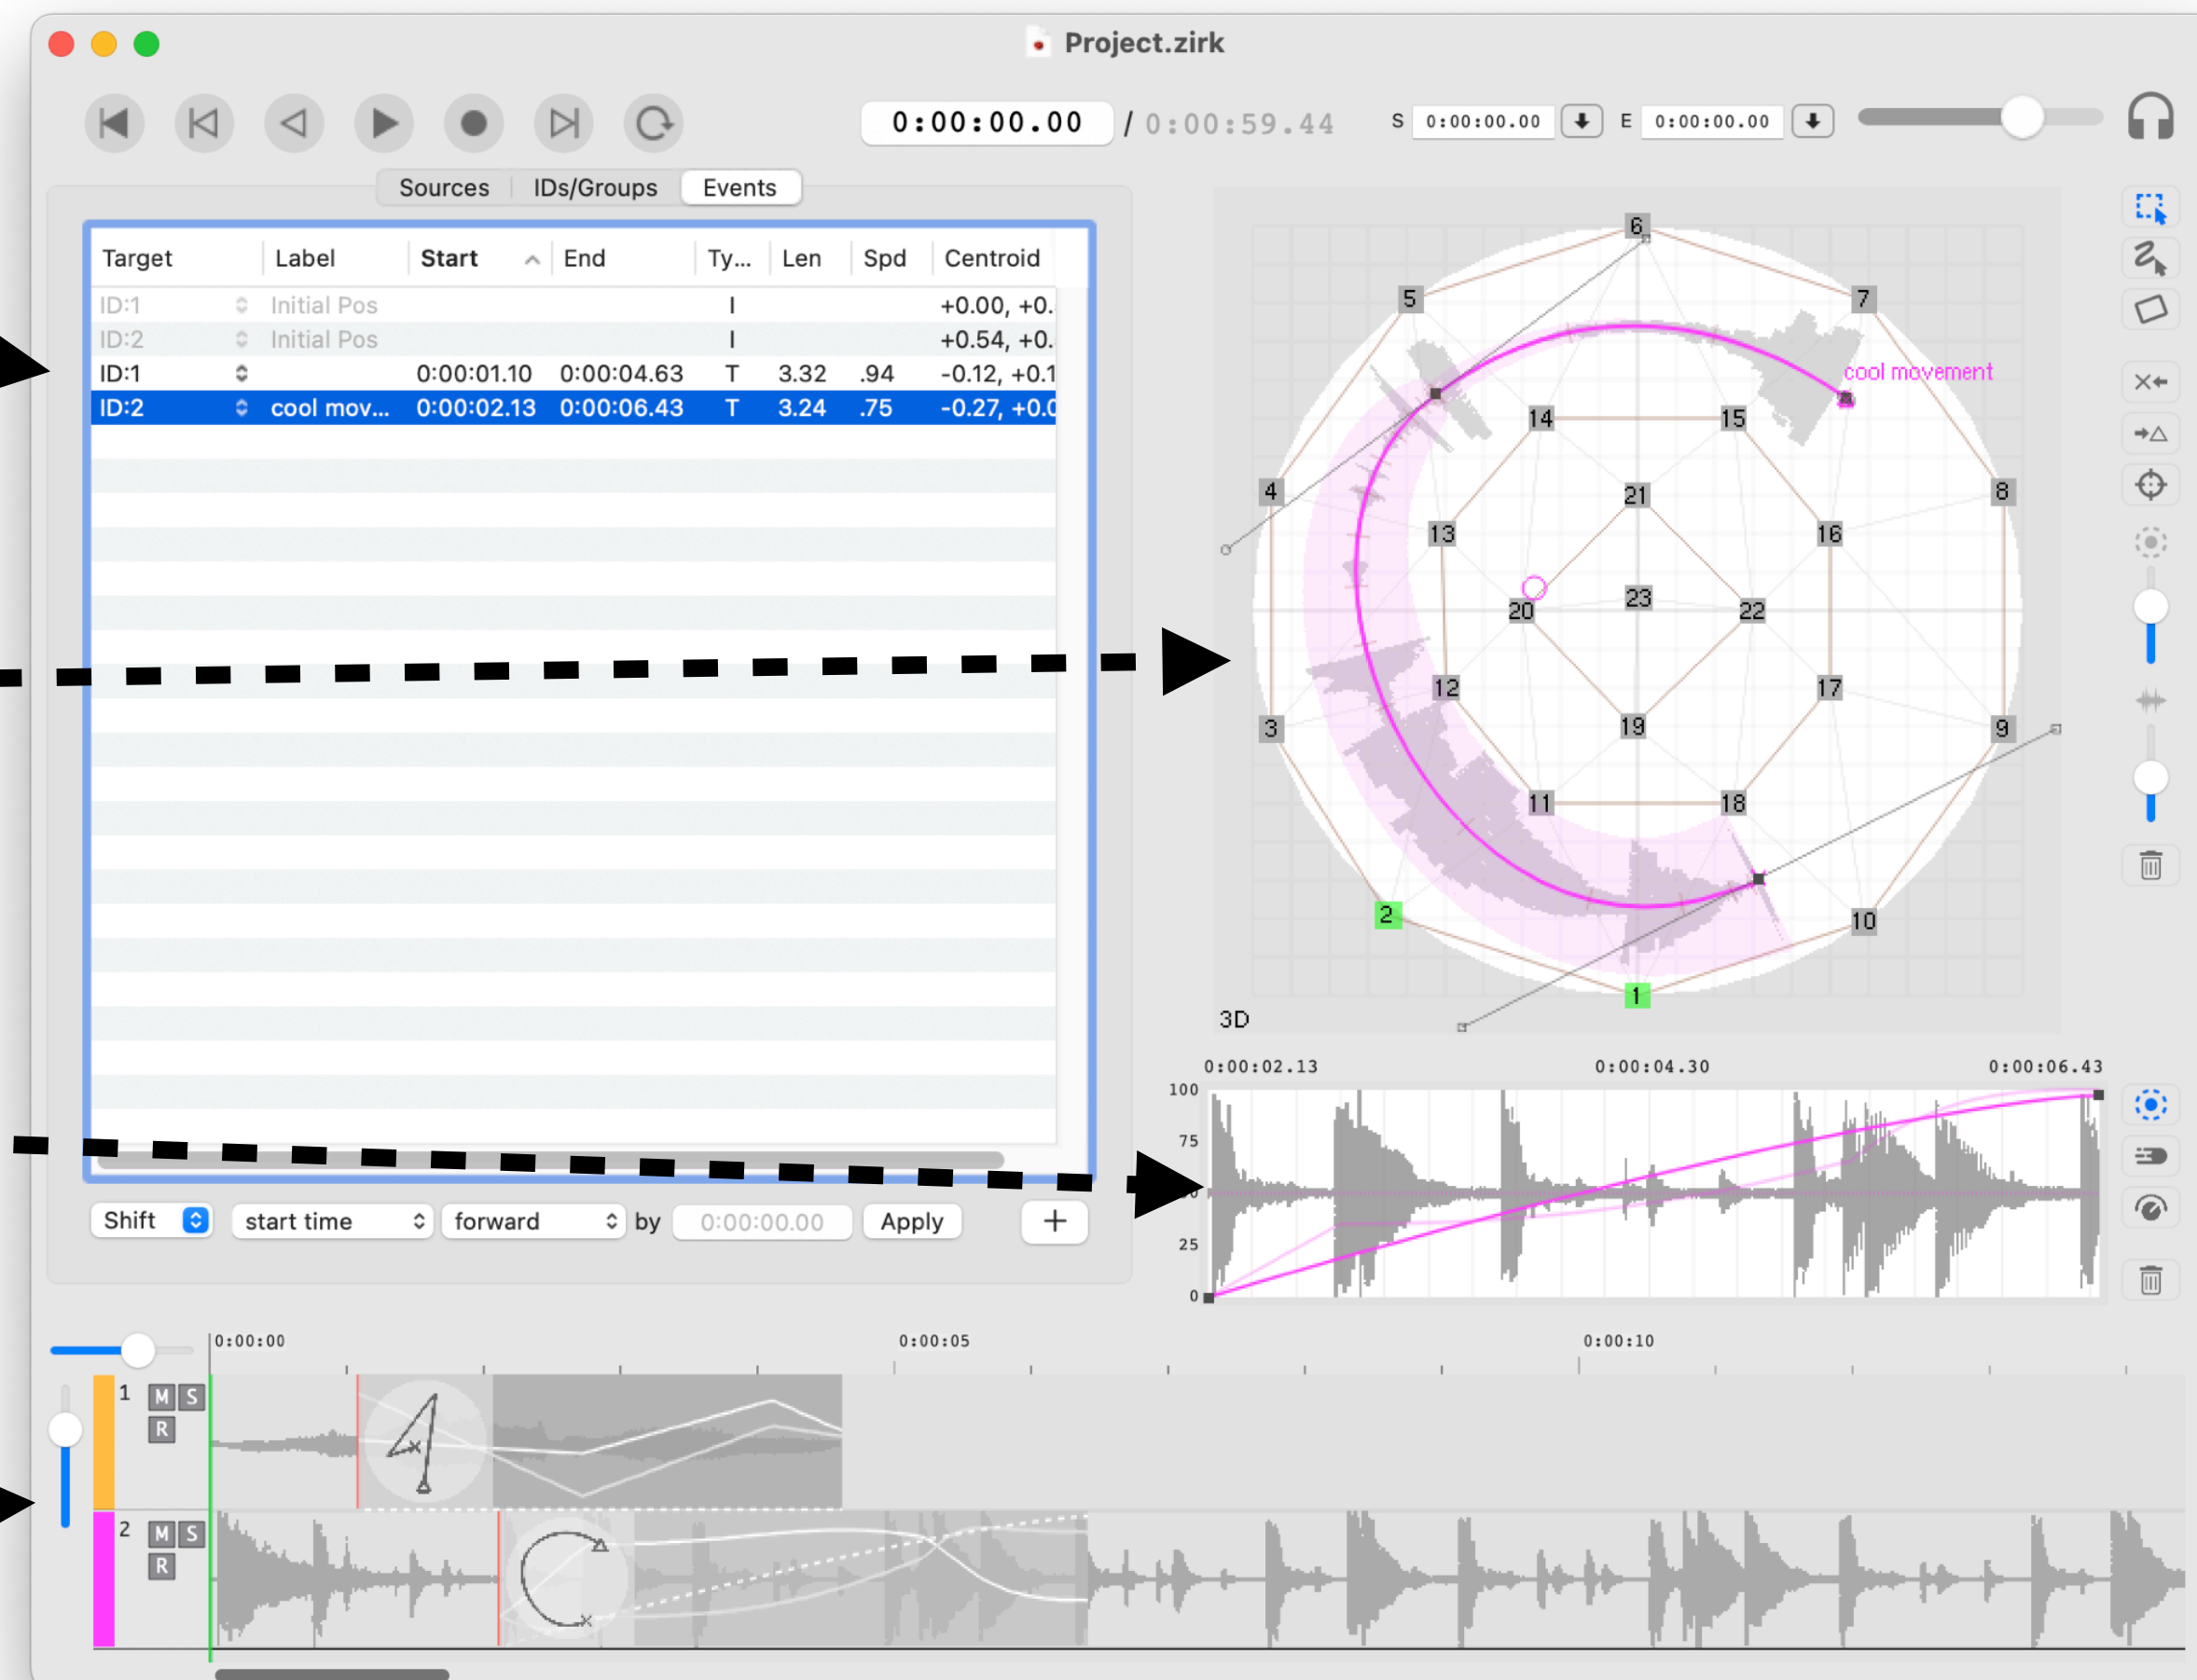 Project.zirk
0:00:00.00 / 0:00:59.44 S 0:00:00.00 E 0:00:00.00
Sources IDs/Groups Events
Target Label Start End Ty... Len Spd Centroid
ID:1 Initial Pos I +0.00, +0.
ID:2 Initial Pos I +0.54, +0.
ID:1 0:00:01.10 0:00:04.63 T 3.32 .94 -0.12, +0.1
ID:2 cool mov... 0:00:02.13 0:00:06.43 T 3.24 .75 -0.27, +0.0
Shift start time forward by 0:00:00.00 Apply +
6
5 7
cool movement
14 15
4 21 8
13 16
20 23 22
12 17
3 19 9
11 18
2 10
1
3D
0:00:02.13 0:00:04.30 0:00:06.43
100
75
25
0
0:00:00 0:00:05 0:00:10
1 M S
R
2 M S
R